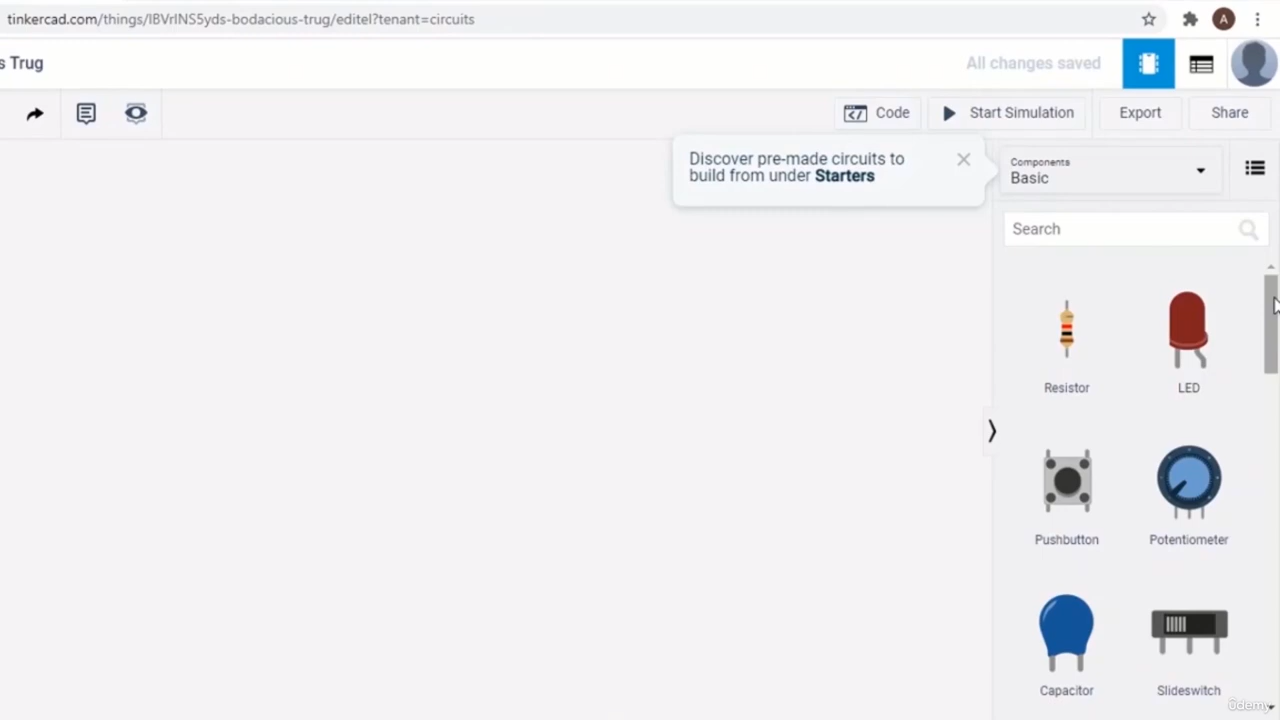 tinkercad.com/things/IBVrINS5yds-bodacious-trug/editel?tenant=circuits
A
s Trug
All changes saved
Code
Start Simulation
Export
Share
Discover pre-made circuits to
build from under Starters
Components
Basic
Search
Resistor
LED
Pushbutton
Potentiometer
Capacitor
Slideswitch
ûdemy